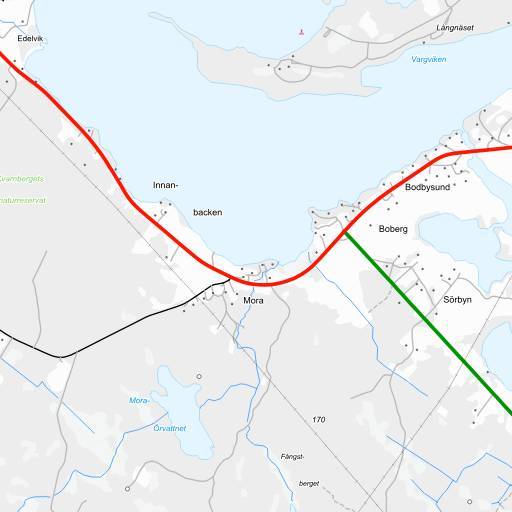 Edelvik
Långnäset
Vargviken
Kvarnbergets
naturreservat
Innan-
backen
Bodbysund
Boberg
Sörbyn
Mora
Mora-
Örvattnet
170
Fångst-
berget